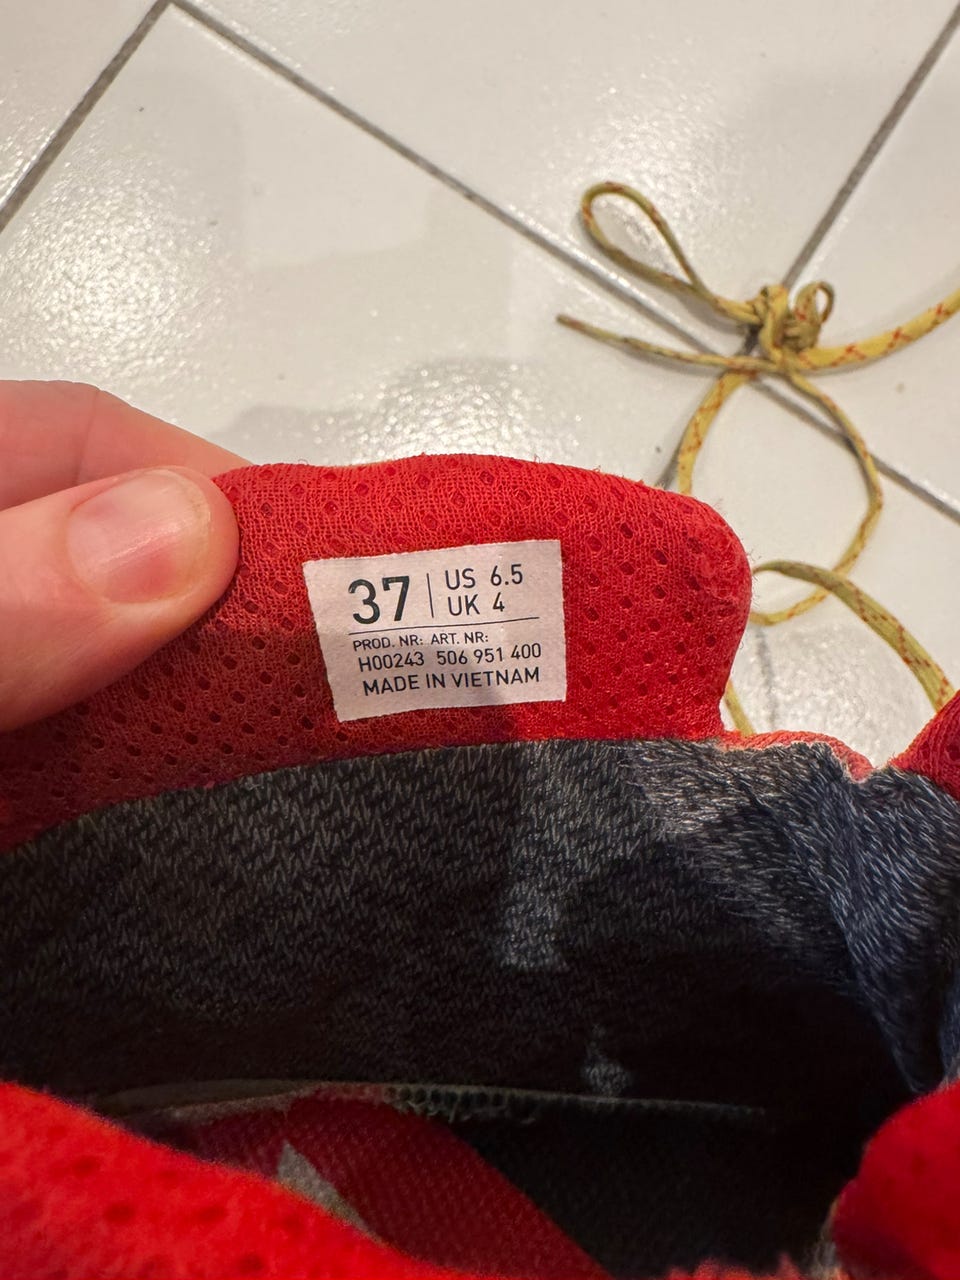 37 | US 6.5
UK 4
PROD. NR: ART. NR:
H00243 506 951 400
MADE IN VIETNAM